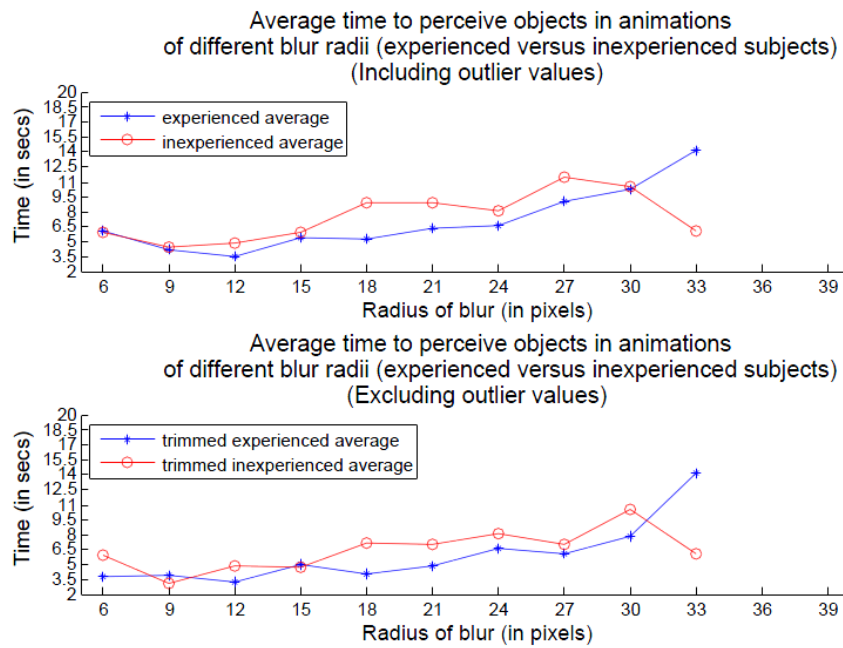 Average time to perceive objects in animations
of different blur radii (experienced versus inexperienced subjects)
(Including outlier values)
20
18.5
17
15.5
14
12.5
11
9.5
8
6.5
5
3.5
2
Time (in secs)
experienced average
inexperienced average
6 9 12 15 18 21 24 27 30 33 36 39
Radius of blur (in pixels)
Average time to perceive objects in animations
of different blur radii (experienced versus inexperienced subjects)
(Excluding outlier values)
20
18.5
17
15.5
14
12.5
11
9.5
8
6.5
5
3.5
2
Time (in secs)
trimmed experienced average
trimmed inexperienced average
6 9 12 15 18 21 24 27 30 33 36 39
Radius of blur (in pixels)